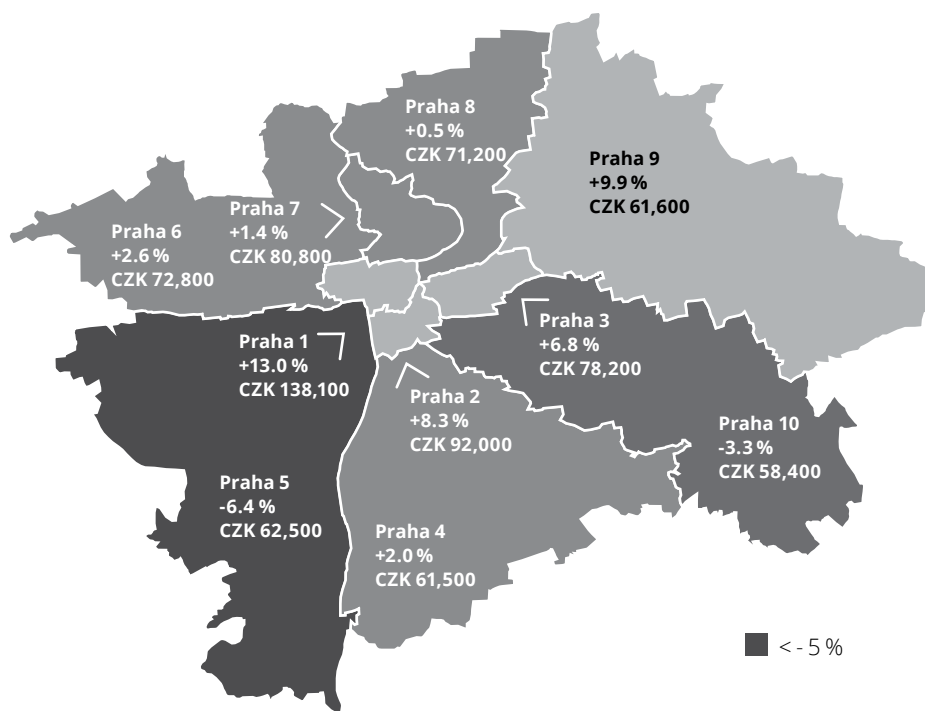 Praha 8
+0.5 %
CZK 71,200
Praha 9
+9.9 %
CZK 61,600
Praha 7
+1.4 %
CZK 80,800
Praha 6
+2.6 %
CZK 72,800
Praha 3
+6.8 %
CZK 78,200
Praha 1
+13.0 %
CZK 138,100
Praha 2
+8.3 %
CZK 92,000
Praha 10
-3.3 %
CZK 58,400
Praha 5
-6.4 %
CZK 62,500
Praha 4
+2.0 %
CZK 61,500
< - 5 %